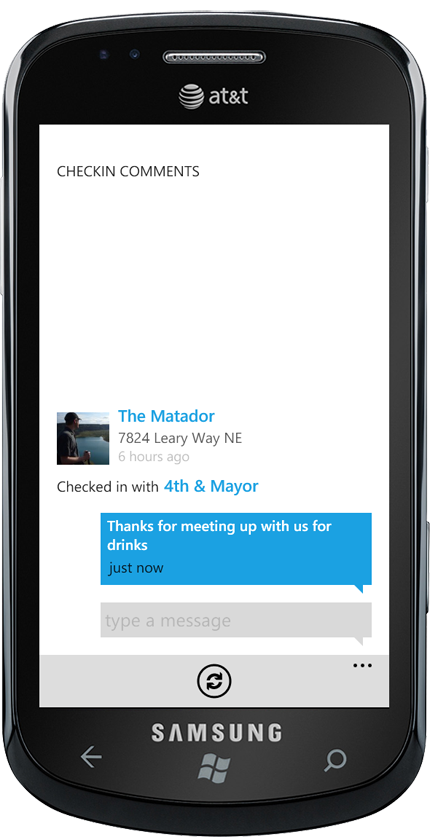 at&t
CHECKIN COMMENTS
The Matador
7824 Leary Way NE
6 hours ago
Checked in with 4th & Mayor
Thanks for meeting up with us for
drinks
just now
type a message
SAMSUNG